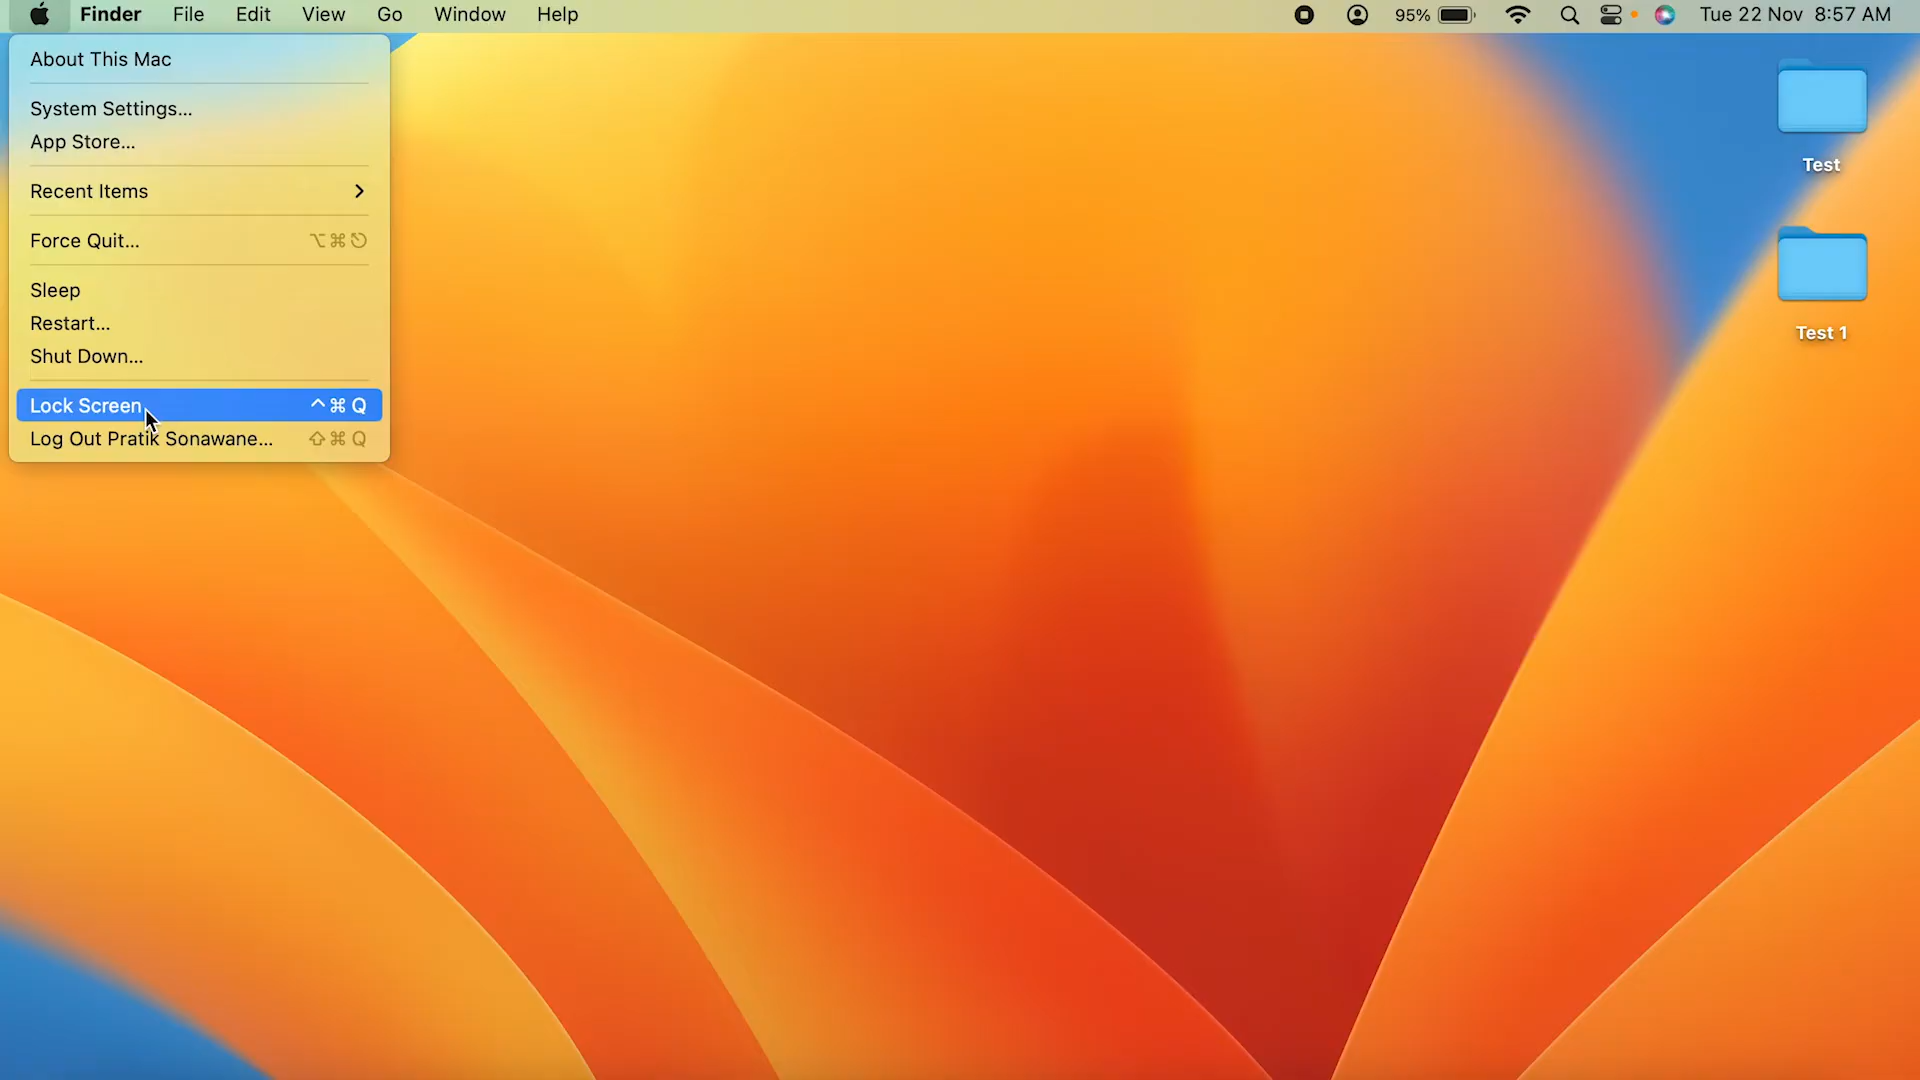 Finder File Edit View Go Window Help 95% Tue 22 Nov 8:57 AM
About This Mac
System Settings...
App Store...
Recent Items
Force Quit... ⌥⌘⎋
Sleep
Restart...
Shut Down...
Lock Screen ^⌘Q
Log Out Pratik Sonawane... ⇧⌘Q
Test
Test 1